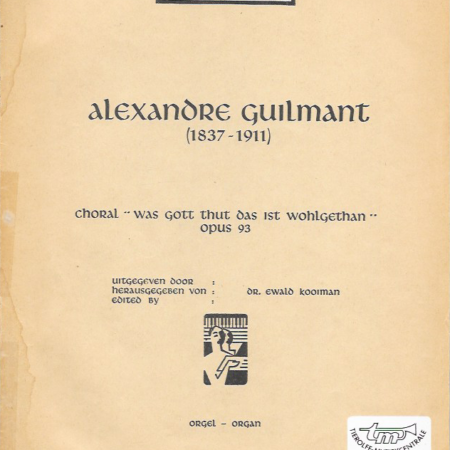 Alexandre Guilmant
(1837-1911)
Choral "Was Gott thut das ist wohlgethan"
Opus 93
uitgegeven door :
herausgegeben von : Dr. Ewald Kooiman
edited by :
orgel - organ
tmc